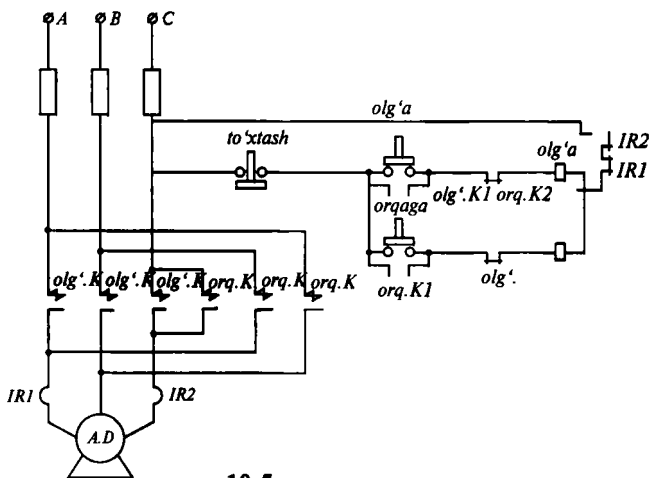 A B C
olg‘a
to‘xtash
IR2
IR1
olg‘a
orqaga
olg‘.K1 orq.K2
orq.K1
olg‘.
olg‘.K olg‘.K olg‘.K orq.K orq.K orq.K
IR1
IR2
A.D